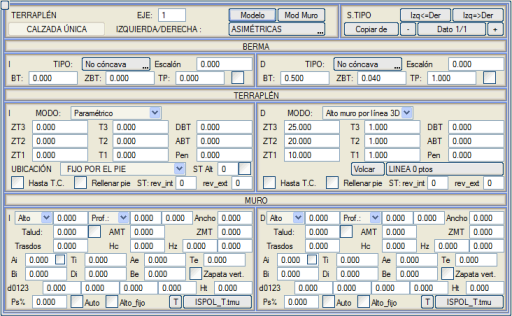 TERRAPLÉN EJE: 1 Modelo Mod Muro S.TIPO Izq<=Der Izq=>Der
CALZADA ÚNICA IZQUIERDA/DERECHA : ASIMÉTRICAS ... Copiar de - Dato 1/1 +
BERMA
I TIPO: No cóncava ... Escalón 0.000 D TIPO: No cóncava ... Escalón 0.000
BT: 0.000 ZBT: 0.000 TP: 0.000 BT: 0.500 ZBT: 0.040 TP: 1.000
TERRAPLÉN
I MODO: Paramétrico D MODO: Alto muro por línea 3D
ZT3 0.000 T3 0.000 DBT 0.000 ZT3 25.000 T3 1.000 DBT 0.000
ZT2 0.000 T2 0.000 ABT 0.000 ZT2 20.000 T2 1.000 ABT 0.000
ZT1 0.000 T1 0.000 Pen 0.000 ZT1 10.000 T1 1.000 Pen 0.000
UBICACIÓN FIJO POR EL PIE ST Alt 0 Volcar LINEA 0 ptos
Hasta T.C. Rellenar pie ST: rev_int 0 rev_ext 0 Hasta T.C. Rellenar pie ST: rev_int 0 rev_ext 0
MURO
I Alto 0.000 Prof.: 0.000 0.000 Ancho 0.000 D Alto 0.000 Prof.: 0.000 0.000 Ancho 0.000
Talud: 0.000 AMT 0.000 ZMT 0.000 Talud: 0.000 AMT 0.000 ZMT 0.000
Trasdos 0.000 Hc 0.000 Hz 0.000 0.000 Trasdos 0.000 Hc 0.000 Hz 0.000 0.000
Ai 0.000 Ti 0.000 Ae 0.000 Te 0.000 Ai 0.000 Ti 0.000 Ae 0.000 Te 0.000
Bi 0.000 Di 0.000 Be 0.000 Zapata vert. Bi 0.000 Di 0.000 Be 0.000 Zapata vert.
d0123 0.000 0.000 0.000 0.000 Ht 0.000 d0123 0.000 0.000 0.000 0.000 Ht 0.000
Ps% 0.000 Auto Alto_fijo T ISPOL_T.tmu Ps% 0.000 Auto Alto_fijo T ISPOL_T.tmu